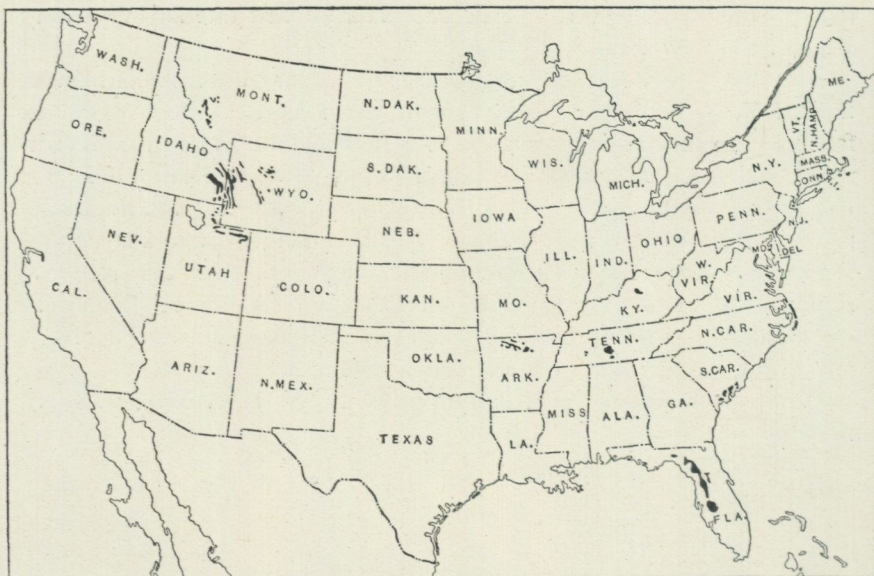 WASH.
MONT.
N. DAK.
MINN.
ME.
VT.
N. HAMP.
ORE.
IDAHO
WYO.
S. DAK.
WIS.
MICH.
N.Y.
MASS.
CONN.
NEV.
UTAH
COLO.
NEB.
IOWA
ILL.
IND.
OHIO
PENN.
N.J.
MD.
DEL
W.
VIR.
CAL.
KAN.
MO.
KY.
VIR.
ARIZ.
N.MEX.
OKLA.
ARK.
TENN.
N.CAR.
S.CAR.
TEXAS
LA.
MISS
ALA.
GA.
FLA.